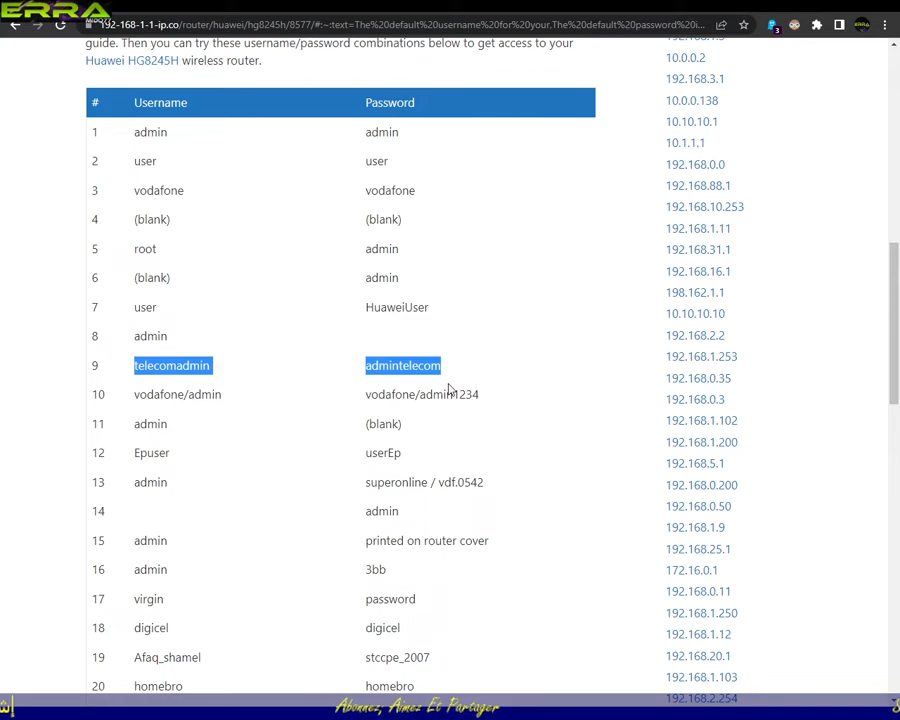 ERRA
192-168-1-1-ip.co/router/huawei/hg8245h/8577/#:~:text=The%20default%20username%20for%20your,The%20default%20password%20i...
guide. Then you can try these username/password combinations below to get access to your
Huawei HG8245H wireless router.
# Username Password
1 admin admin
2 user user
3 vodafone vodafone
4 (blank) (blank)
5 root admin
6 (blank) admin
7 user HuaweiUser
8 admin
9 telecomadmin admintelecom
10 vodafone/admin vodafone/admin1234
11 admin (blank)
12 Epuser userEp
13 admin superonline / vdf.0542
14 admin
15 admin printed on router cover
16 admin 3bb
17 virgin password
18 digicel digicel
19 Afaq_shamel stccpe_2007
20 homebro homebro
10.0.0.2
192.168.3.1
10.0.0.138
10.10.10.1
10.1.1.1
192.168.0.0
192.168.88.1
192.168.10.253
192.168.1.11
192.168.31.1
192.168.16.1
198.162.1.1
10.10.10.10
192.168.2.2
192.168.1.253
192.168.0.35
192.168.0.3
192.168.1.102
192.168.1.200
192.168.5.1
192.168.0.200
192.168.0.50
192.168.1.9
192.168.25.1
172.16.0.1
192.168.0.11
192.168.1.250
192.168.1.12
192.168.20.1
192.168.1.103
192.168.2.254
Abonnez; Aimez Et Partager